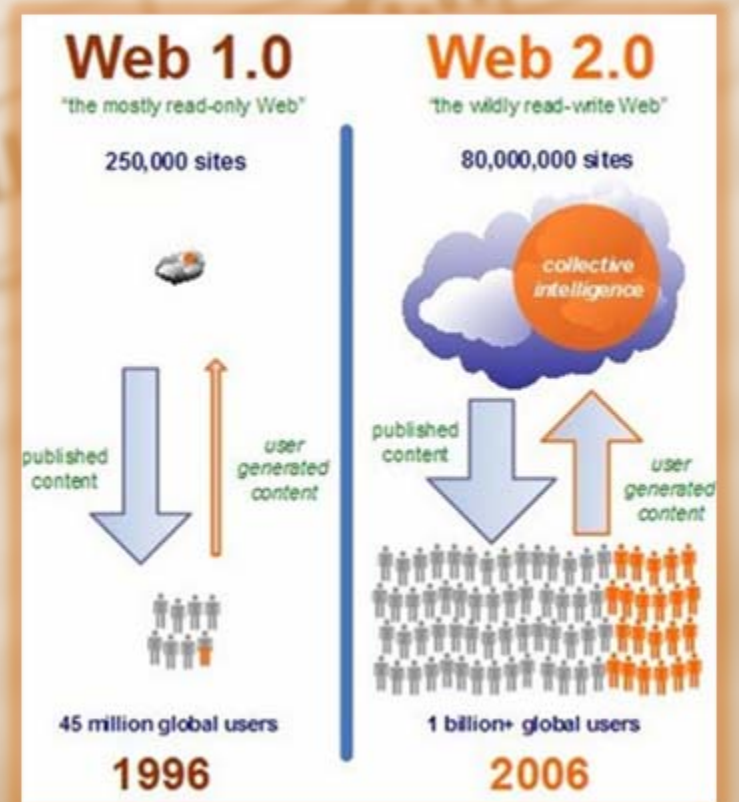 Web 1.0
"the mostly read-only Web"
250,000 sites
published
content
user
generated
content
45 million global users
1996
Web 2.0
"the wildly read-write Web"
80,000,000 sites
collective
intelligence
published
content
user
generated
content
1 billion+ global users
2006